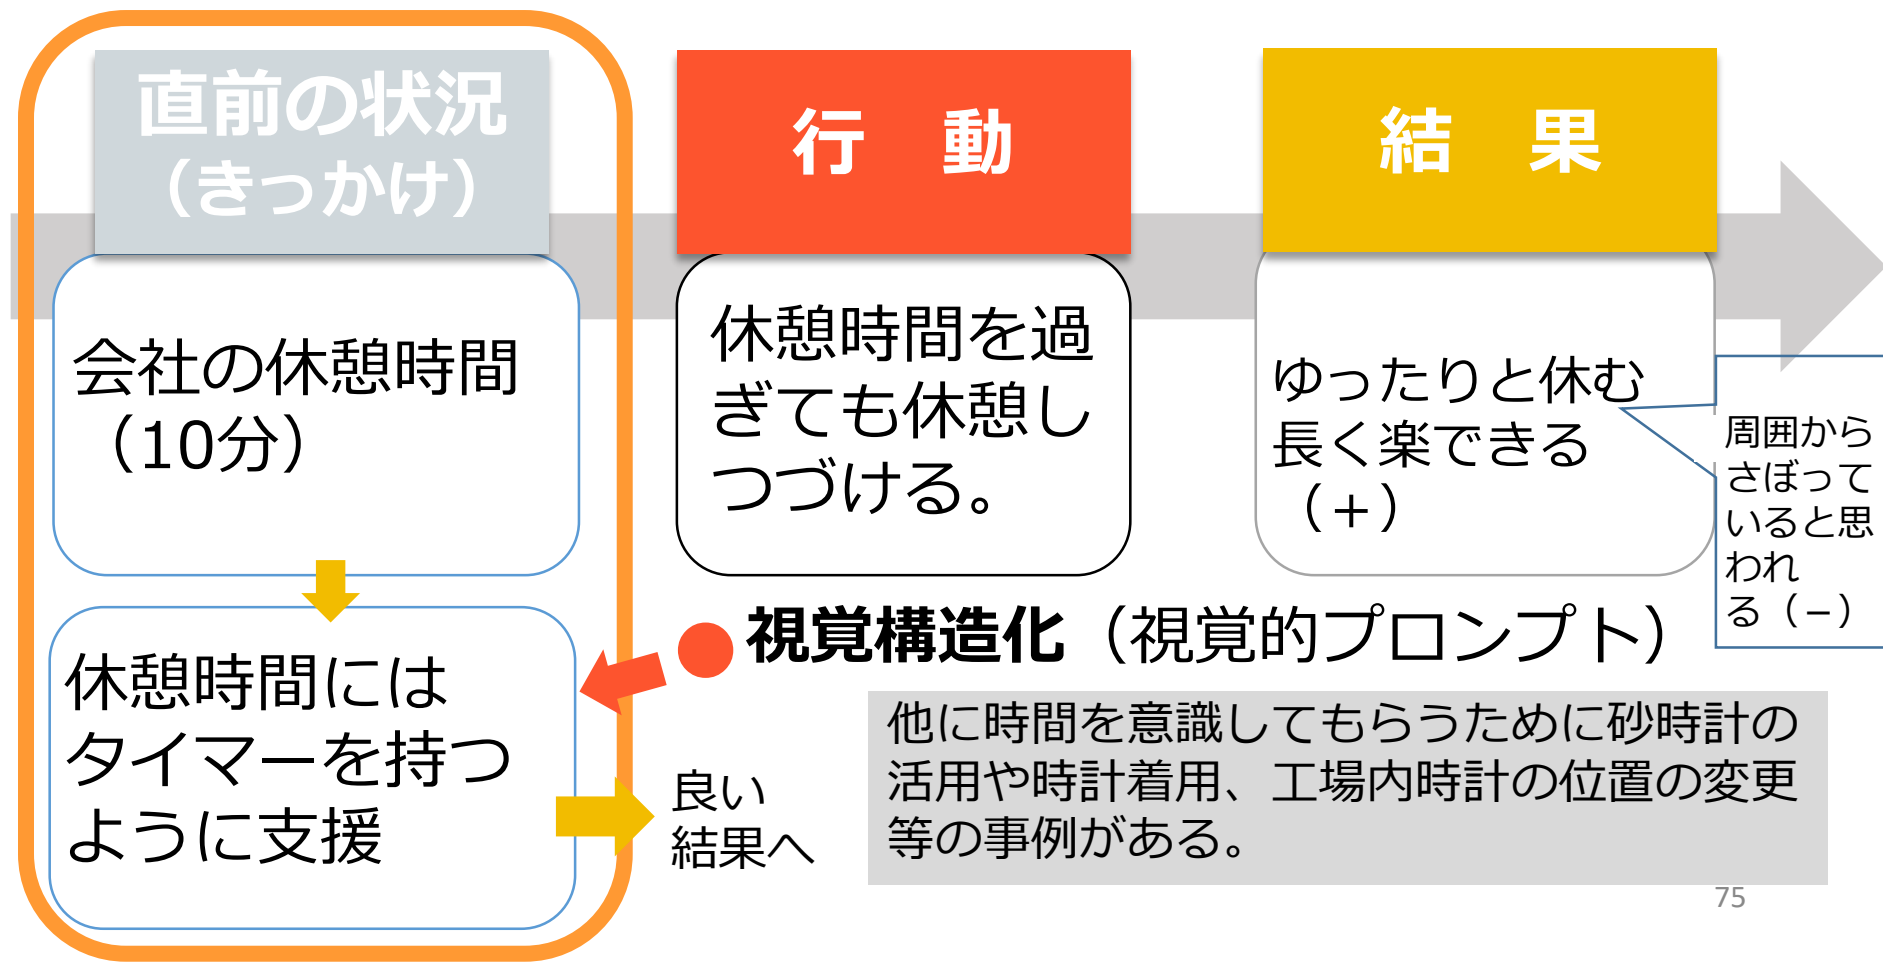 直前の状況
（きっかけ）
行　動
結　果
会社の休憩時間
（10分）
休憩時間を過
ぎても休憩し
つづける。
ゆったりと休む
長く楽できる
（＋）
周囲から
さぼって
いると思
われ
る（－）
休憩時間には
タイマーを持つ
ように支援
視覚構造化（視覚的プロンプト）
良い
結果へ
他に時間を意識してもらうために砂時計の
活用や時計着用、工場内時計の位置の変更
等の事例がある。
75